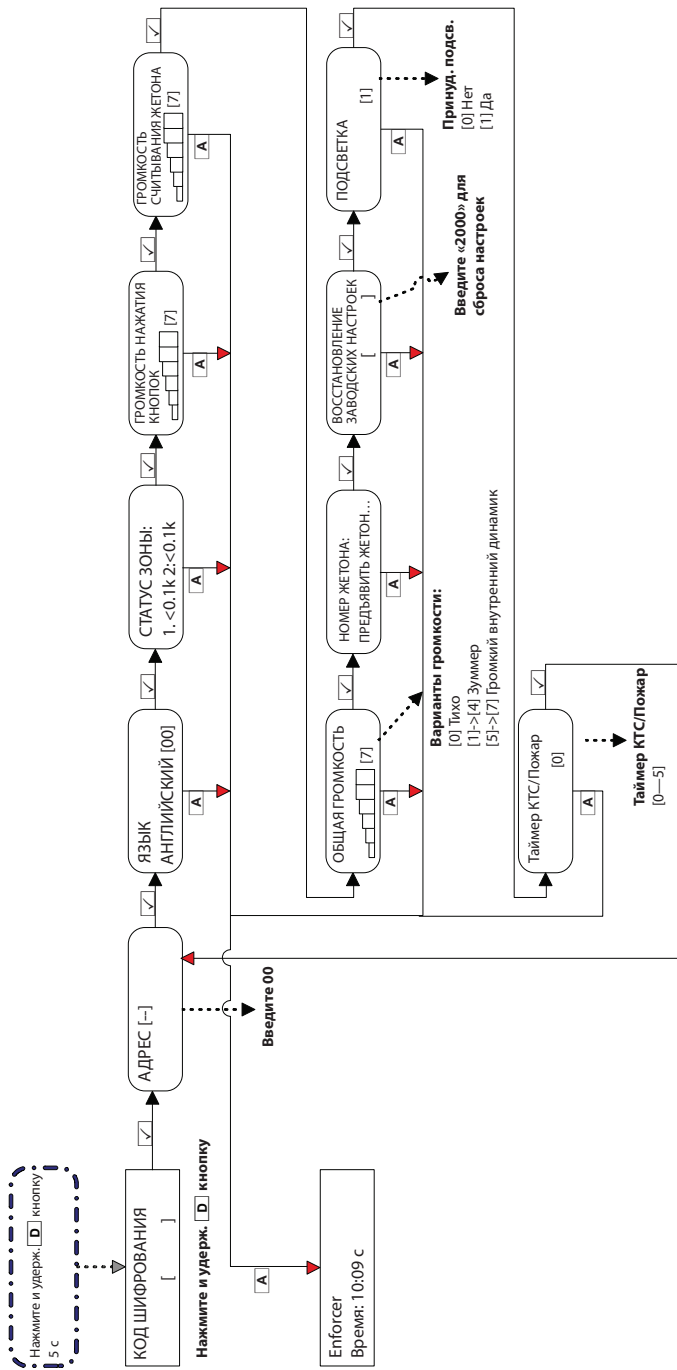 Нажмите и удерж. D кнопку
5 с
КОД ШИФРОВАНИЯ
[ ]
Нажмите и удерж. D кнопку
✓
АДРЕС [--]
Введите 00
✓
ЯЗЫК
АНГЛИЙСКИЙ [00]
A
✓
СТАТУС ЗОНЫ:
1. <0.1k 2:<0.1k
A
✓
ГРОМКОСТЬ НАЖАТИЯ
КНОПОК
[7]
A
✓
ГРОМКОСТЬ
СЧИТЫВАНИЯ ЖЕТОНА
[7]
A
✓
Enforcer
Время: 10:09 с
A
ОБЩАЯ ГРОМКОСТЬ
[7]
A
Варианты громкости:
[0] Тихо
[1]->[4] Зуммер
[5]->[7] Громкий внутренний динамик
✓
НОМЕР ЖЕТОНА:
ПРЕДЪЯВИТЬ ЖЕТОН...
A
✓
ВОССТАНОВЛЕНИЕ
ЗАВОДСКИХ НАСТРОЕК
[ ]
A
Введите «2000» для
сброса настроек
✓
ПОДСВЕТКА
[1]
A
Принуд. подсв.
[0] Нет
[1] Да
✓
Таймер КТС/Пожар
[0]
A
✓
Таймер КТС/Пожар
[0—5]